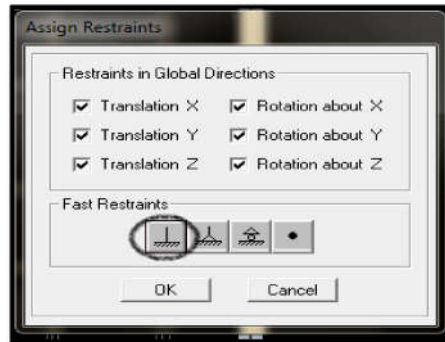 Assign Restraints
Restraints in Global Directions
Translation X Rotation about X
Translation Y Rotation about Y
Translation Z Rotation about Z
Fast Restraints
OK Cancel